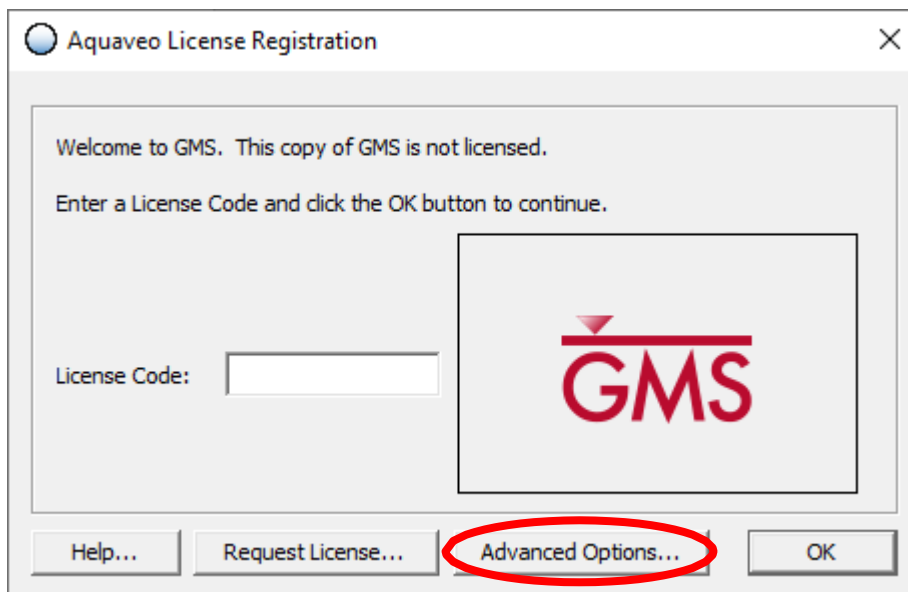 Aquaveo License Registration
Welcome to GMS.  This copy of GMS is not licensed.
Enter a License Code and click the OK button to continue.
License Code:
GMS
Help...
Request License...
Advanced Options...
OK